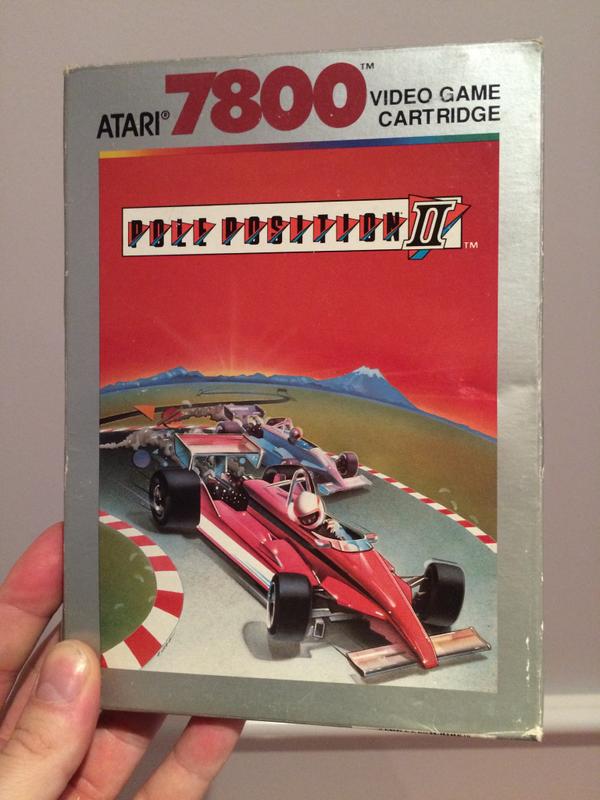 ATARI® 7800™ VIDEO GAME
CARTRIDGE
POLE POSITION II™